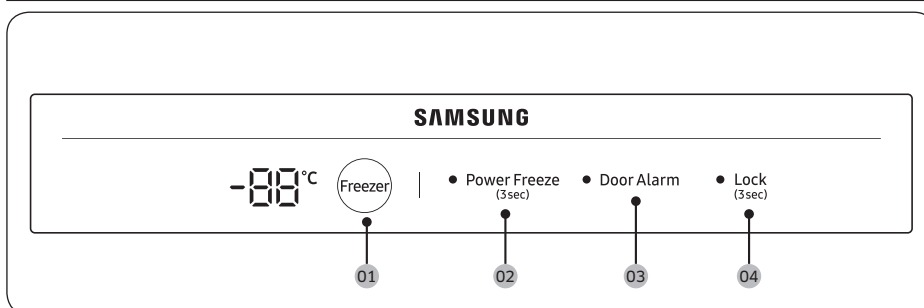 SAMSUNG
-88°C Freezer Power Freeze Door Alarm Lock
(3sec) (3sec)
01 02 03 04